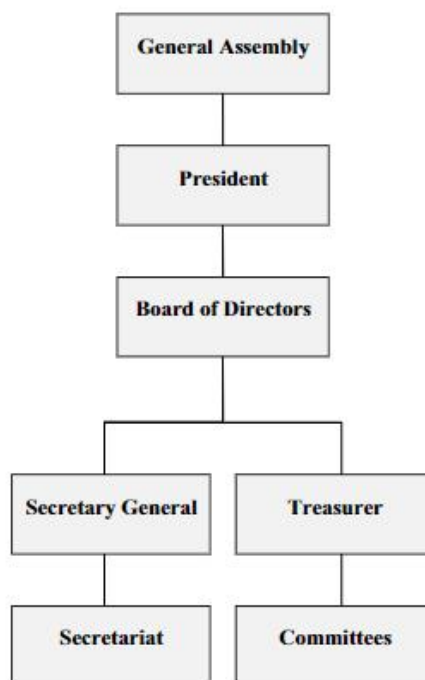 General Assembly
President
Board of Directors
Secretary General
Treasurer
Secretariat
Committees